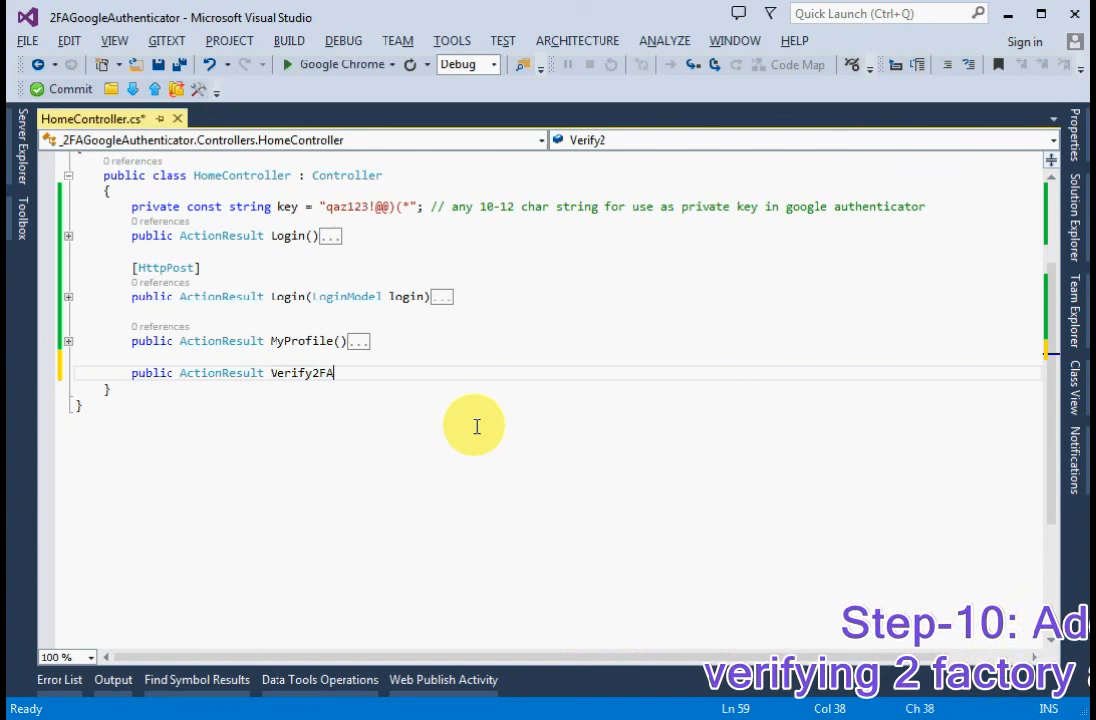 2FAGoogleAuthenticator - Microsoft Visual Studio
Quick Launch (Ctrl+Q)
FILE EDIT VIEW GITEXT PROJECT BUILD DEBUG TEAM TOOLS TEST ARCHITECTURE ANALYZE WINDOW HELP Sign in
Google Chrome Debug Code Map
Commit
HomeController.cs*
_2FAGoogleAuthenticator.Controllers.HomeController Verify2
0 references
public class HomeController : Controller
{
private const string key = "qaz123!@@)(*"; // any 10-12 char string for use as private key in google authenticator
0 references
public ActionResult Login()...
[HttpPost]
0 references
public ActionResult Login(LoginModel login)...
0 references
public ActionResult MyProfile()...
public ActionResult Verify2FA
}
}
Server Explorer
Toolbox
Properties
Solution Explorer
Team Explorer
Class View
Notifications
Step-10: Ad
verifying 2 factory a
100 %
Error List Output Find Symbol Results Data Tools Operations Web Publish Activity
Ready Ln 59 Col 38 Ch 38 INS